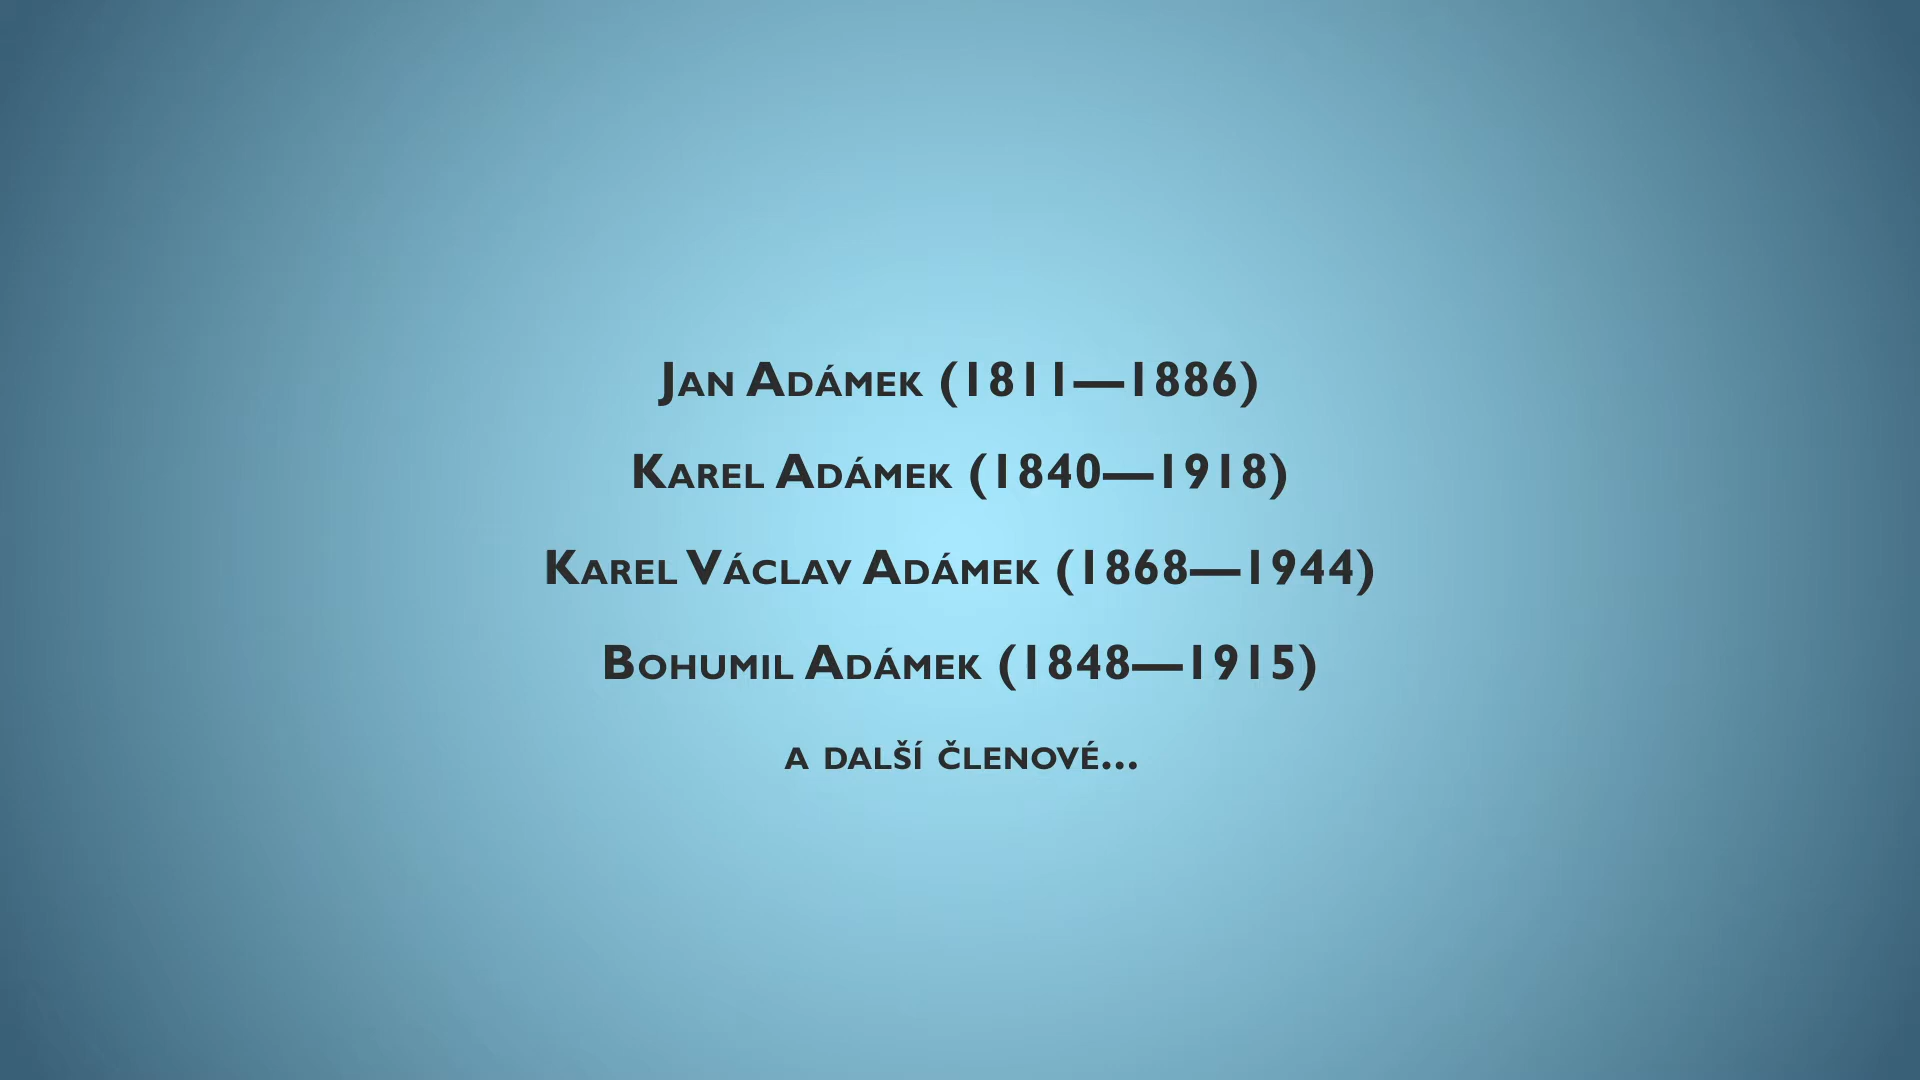 Jan Adámek (1811—1886)
Karel Adámek (1840—1918)
Karel Václav Adámek (1868—1944)
Bohumil Adámek (1848—1915)
a další členové...